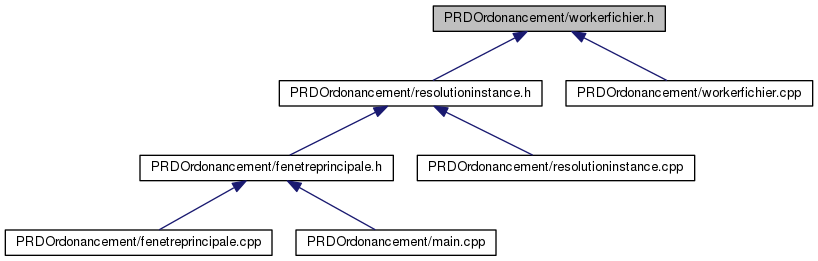 PRDOrdonancement/workerfichier.h
PRDOrdonancement/resolutioninstance.h
PRDOrdonancement/workerfichier.cpp
PRDOrdonancement/fenetreprincipale.h
PRDOrdonancement/resolutioninstance.cpp
PRDOrdonancement/fenetreprincipale.cpp
PRDOrdonancement/main.cpp